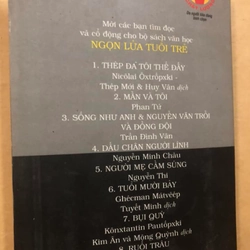 Mời các bạn tìm đọc
và cổ động cho bộ sách văn học
NGỌN LỬA TUỔI TRẺ
1. THÉP ĐÃ TÔI THẾ ĐẤY
Nicôlai Ôxtrôpxki -
Thép Mới & Huy Vân dịch
2. MẪN VÀ TÔI
Phan Tứ
3. SỐNG NHƯ ANH & NGUYỄN VĂN TRỖI
VÀ ĐỒNG ĐỘI
Trần Đình Vân
4. DẤU CHÂN NGƯỜI LÍNH
Nguyễn Minh Châu
5. NGƯỜI MẸ CẦM SÚNG
Nguyễn Thi
6. TUỔI MƯỜI BẢY
Ghécman Mátvêép
Tuyết Minh dịch
7. BỤI QUÝ
Kônxtantin Pautốpxki
Kim Ân và Mộng Quỳnh dịch
8. RUỒI TRÂU